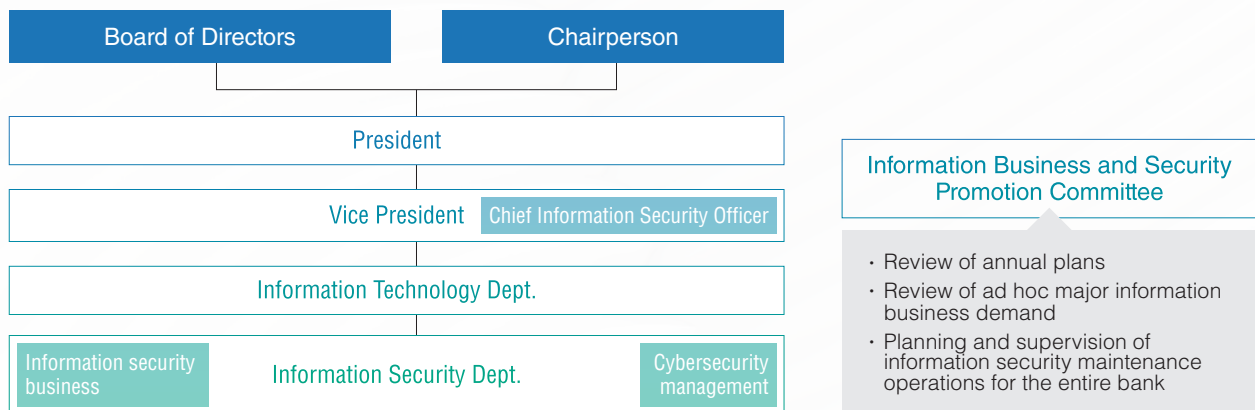 Board of Directors
Chairperson
President
Vice President
Chief Information Security Officer
Information Technology Dept.
Information security
business
Information Security Dept.
Cybersecurity
management
Information Business and Security
Promotion Committee
· Review of annual plans
· Review of ad hoc major information
business demand
· Planning and supervision of
information security maintenance
operations for the entire bank